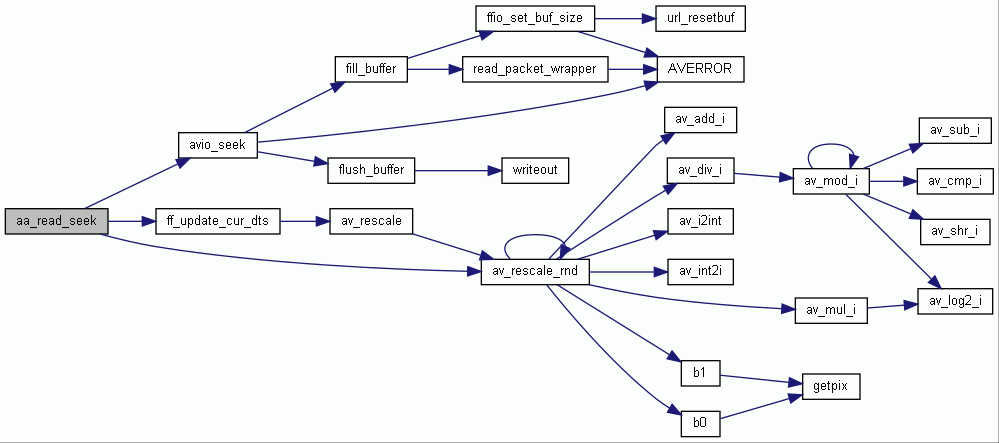 ffio_set_buf_size
url_resetbuf
fill_buffer
read_packet_wrapper
AVERROR
av_add_i
avio_seek
av_sub_i
flush_buffer
writeout
av_div_i
av_mod_i
av_cmp_i
aa_read_seek
ff_update_cur_dts
av_rescale
av_i2int
av_shr_i
av_rescale_rnd
av_int2i
av_mul_i
av_log2_i
b1
getpix
b0